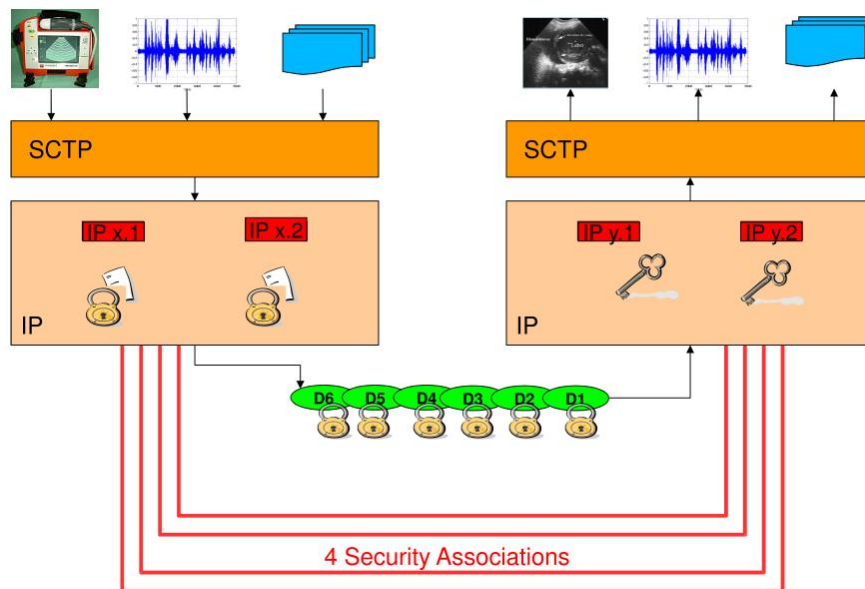 SCTP
SCTP
IP x.1
IP x.2
IP y.1
IP y.2
IP
IP
D6 D5 D4 D3 D2 D1
4 Security Associations